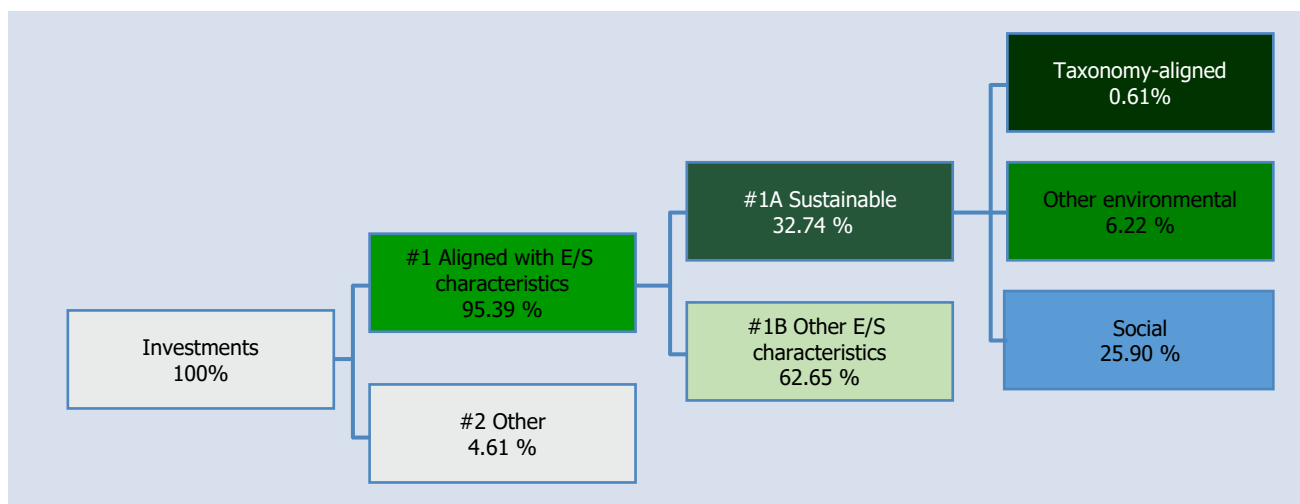 Investments
100%
#1 Aligned with E/S
characteristics
95.39 %
#2 Other
4.61 %
#1A Sustainable
32.74 %
#1B Other E/S
characteristics
62.65 %
Taxonomy-aligned
0.61%
Other environmental
6.22 %
Social
25.90 %